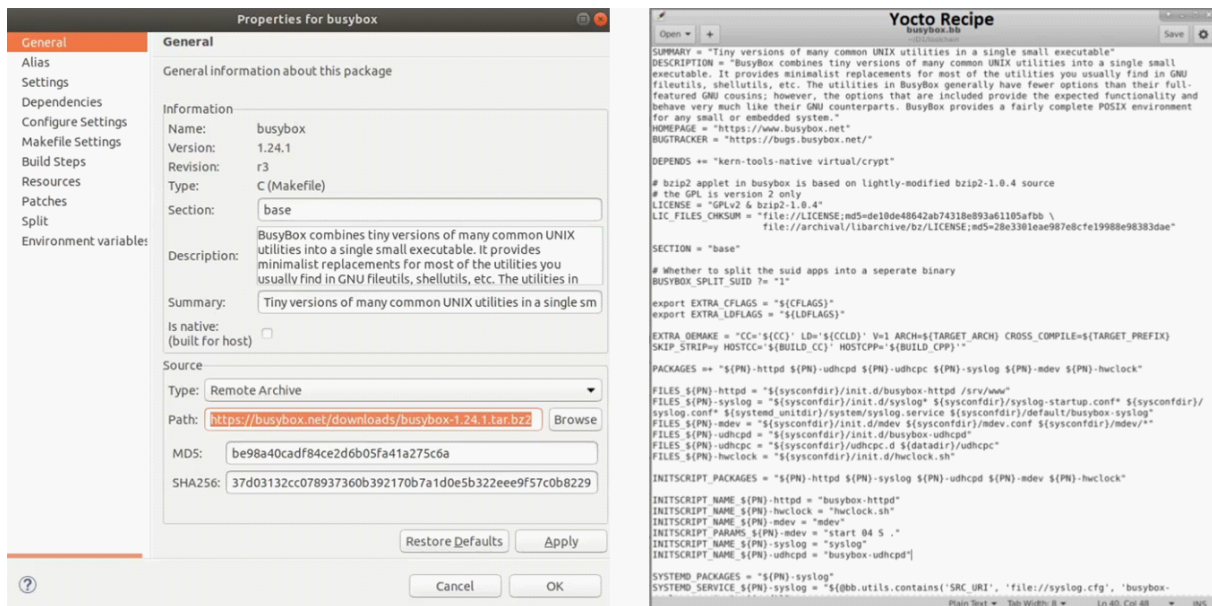 Properties for busybox
General
Alias
Settings
Dependencies
Configure Settings
Makefile Settings
Build Steps
Resources
Patches
Split
Environment variables
General
General information about this package
Information
Name: busybox
Version: 1.24.1
Revision: r3
Type: C (Makefile)
Section: base
Description: BusyBox combines tiny versions of many common UNIX
utilities into a single small executable. It provides
minimalist replacements for most of the utilities you
usually find in GNU fileutils, shellutils, etc. The utilities in
Summary: Tiny versions of many common UNIX utilities in a single sm
Is native:
(built for host)
Source
Type: Remote Archive
Path: https://busybox.net/downloads/busybox-1.24.1.tar.bz2 Browse
MD5: be98a40cadf84ce2d6b05fa41a275c6a
SHA256: 37d03132cc078937360b392170b7a1d0e5b322eee9f57c0b8229
Restore Defaults Apply
? Cancel OK
Yocto Recipe
Open + busybox.bb Save
SUMMARY = "Tiny versions of many common UNIX utilities in a single small executable"
DESCRIPTION = "BusyBox combines tiny versions of many common UNIX utilities into a single small
executable. It provides minimalist replacements for most of the utilities you usually find in GNU
fileutils, shellutils, etc. The utilities in BusyBox generally have fewer options than their full-
featured GNU cousins; however, the options that are included provide the expected functionality and
behave very much like their GNU counterparts. BusyBox provides a fairly complete POSIX environment
for any small or embedded system."
HOMEPAGE = "https://www.busybox.net"
BUGTRACKER = "https://bugs.busybox.net/"
DEPENDS += "kern-tools-native virtual/crypt"
# bzip2 applet in busybox is based on lightly-modified bzip2-1.0.4 source
# the GPL is version 2 only
LICENSE = "GPLv2 & bzip2-1.0.4"
LIC_FILES_CHKSUM = "file://LICENSE;md5=de10de48642ab74318e893a61105afbb \
file://archival/libarchive/bz/LICENSE;md5=28e3301eae987e8cfe19988e98383dae"
SECTION = "base"
# Whether to split the suid apps into a seperate binary
BUSYBOX_SPLIT_SUID ?= "1"
export EXTRA_CFLAGS = "${CFLAGS}"
export EXTRA_LDFLAGS = "${LDFLAGS}"
EXTRA_OEMAKE = "CC='${CC}' LD='${CCLD}' V=1 ARCH=${TARGET_ARCH} CROSS_COMPILE=${TARGET_PREFIX}
SKIP_STRIP=y HOSTCC='${BUILD_CC}' HOSTCPP='${BUILD_CPP}'"
PACKAGES =+ "${PN}-httpd ${PN}-udhcpd ${PN}-udhcpc ${PN}-syslog ${PN}-mdev ${PN}-hwclock"
FILES_${PN}-httpd = "${sysconfdir}/init.d/busybox-httpd /srv/www"
FILES_${PN}-syslog = "${sysconfdir}/init.d/syslog* ${sysconfdir}/syslog-startup.conf* ${sysconfdir}/
syslog.conf* ${systemd_unitdir}/system/syslog.service ${sysconfdir}/default/busybox-syslog"
FILES_${PN}-mdev = "${sysconfdir}/init.d/mdev ${sysconfdir}/mdev.conf ${sysconfdir}/mdev/*"
FILES_${PN}-udhcpd = "${sysconfdir}/init.d/busybox-udhcpd"
FILES_${PN}-udhcpc = "${sysconfdir}/udhcpc.d ${datadir}/udhcpc"
FILES_${PN}-hwclock = "${sysconfdir}/init.d/hwclock.sh"
INITSCRIPT_PACKAGES = "${PN}-httpd ${PN}-syslog ${PN}-udhcpd ${PN}-mdev ${PN}-hwclock"
INITSCRIPT_NAME_${PN}-httpd = "busybox-httpd"
INITSCRIPT_NAME_${PN}-hwclock = "hwclock.sh"
INITSCRIPT_NAME_${PN}-mdev = "mdev"
INITSCRIPT_PARAMS_${PN}-mdev = "start 04 S ."
INITSCRIPT_NAME_${PN}-syslog = "syslog"
INITSCRIPT_NAME_${PN}-udhcpd = "busybox-udhcpd"
SYSTEMD_PACKAGES = "${PN}-syslog"
SYSTEMD_SERVICE_${PN}-syslog = "${@bb.utils.contains('SRC_URI', 'file://syslog.cfg', 'busybox-
Plain Text Tab Width: 8 Ln 40, Col 48 INS